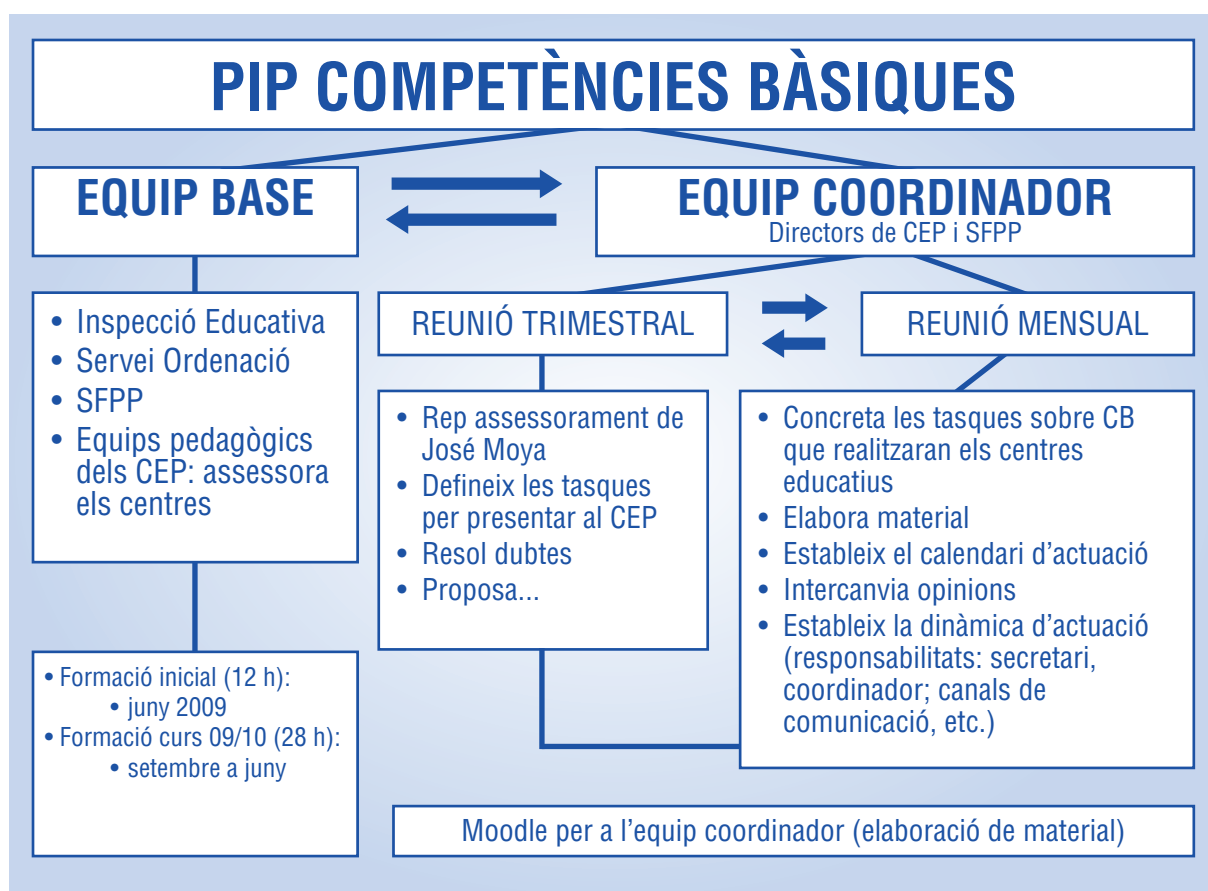 PIP COMPETÈNCIES BÀSIQUES
EQUIP BASE
EQUIP COORDINADOR
Directors de CEP i SFPP
• Inspecció Educativa
• Servei Ordenació
• SFPP
• Equips pedagògics
dels CEP: assessora
els centres
REUNIÓ TRIMESTRAL
REUNIÓ MENSUAL
• Rep assessorament de
José Moya
• Defineix les tasques
per presentar al CEP
• Resol dubtes
• Proposa...
• Concreta les tasques sobre CB
que realitzaran els centres
educatius
• Elabora material
• Estableix el calendari d’actuació
• Intercanvia opinions
• Estableix la dinàmica d’actuació
(responsabilitats: secretari,
coordinador; canals de
comunicació, etc.)
• Formació inicial (12 h):
• juny 2009
• Formació curs 09/10 (28 h):
• setembre a juny
Moodle per a l’equip coordinador (elaboració de material)